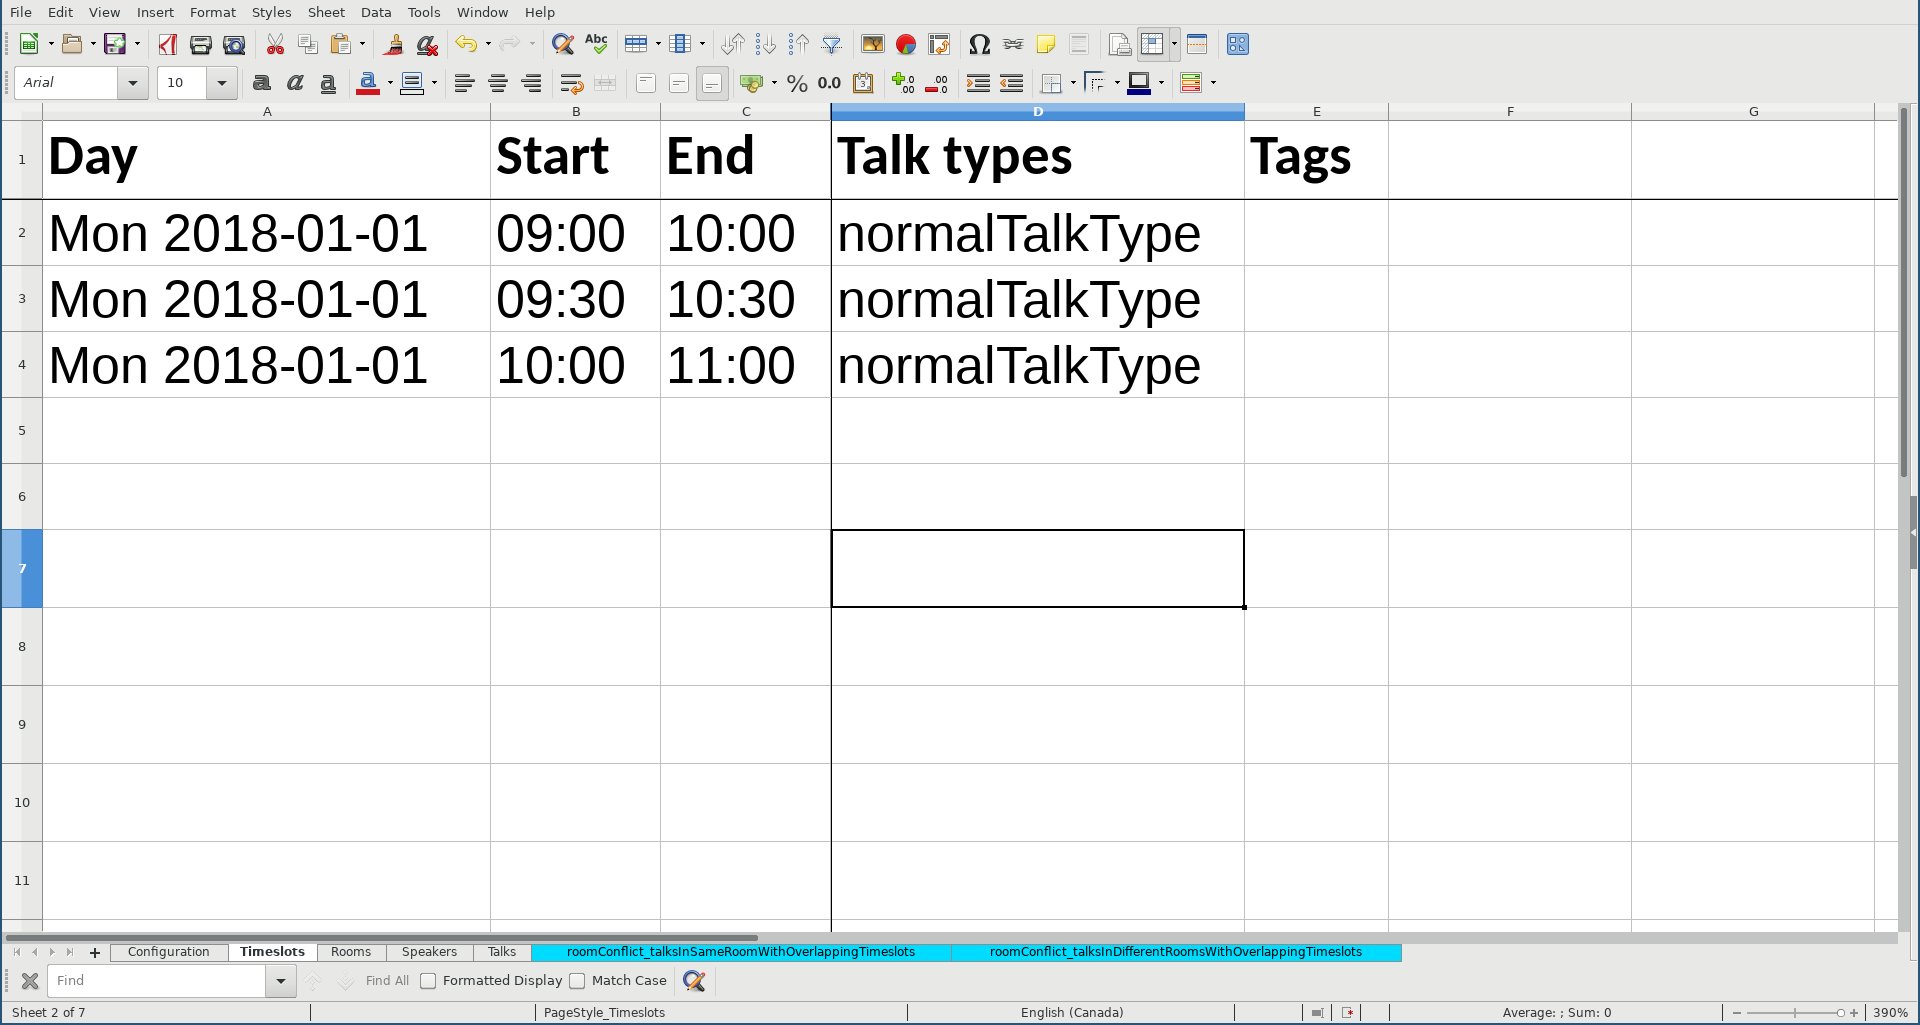 File Edit View Insert Format Styles Sheet Data Tools Window Help
Abc
Arial 10 a a a a % 0.0
A B C D E F G
1 Day Start End Talk types Tags
2 Mon 2018-01-01 09:00 10:00 normalTalkType
3 Mon 2018-01-01 09:30 10:30 normalTalkType
4 Mon 2018-01-01 10:00 11:00 normalTalkType
5
6
7
8
9
10
11
Configuration Timeslots Rooms Speakers Talks roomConflict_talksInSameRoomWithOverlappingTimeslots roomConflict_talksInDifferentRoomsWithOverlappingTimeslots
Find Find All Formatted Display Match Case
Sheet 2 of 7 PageStyle_Timeslots English (Canada) Average: ; Sum: 0 390%